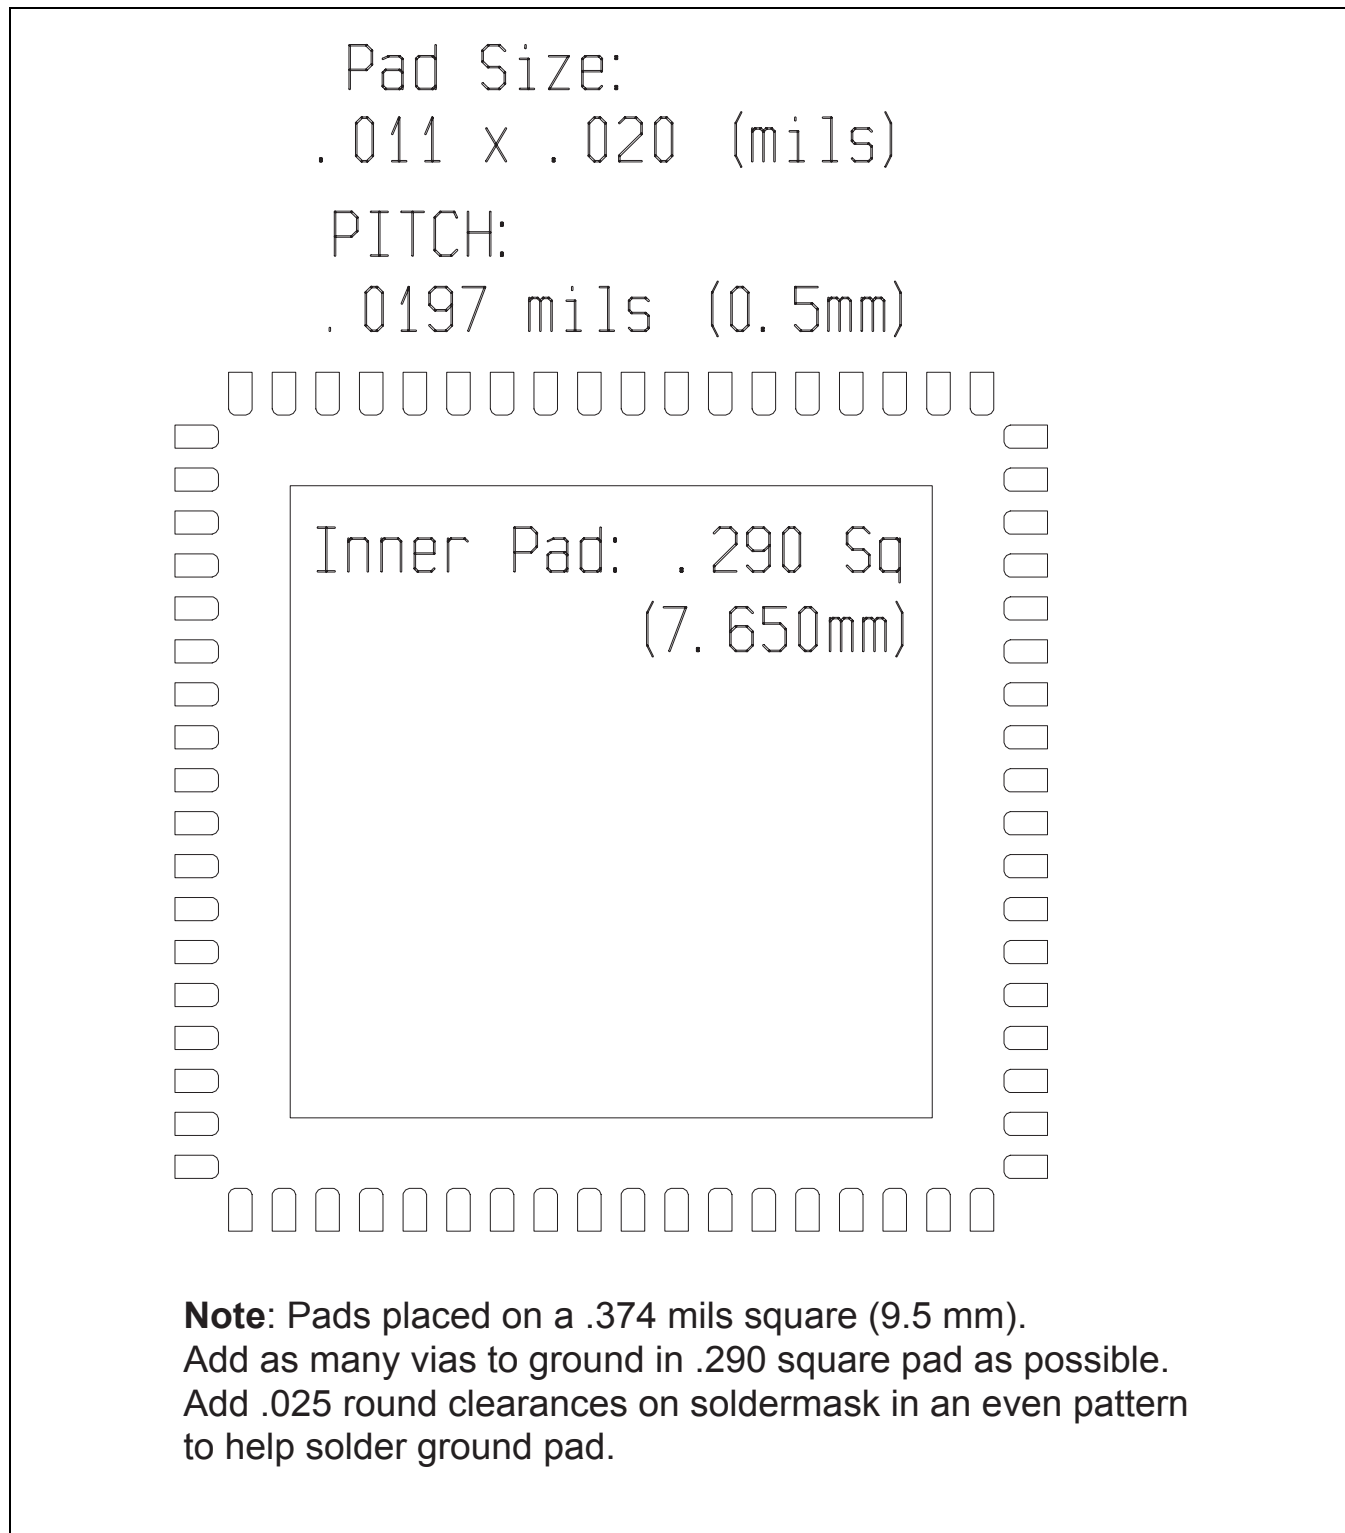 Pad Size:
.011 x .020 (mils)
PITCH:
.0197 mils (0.5mm)
Inner Pad: .290 Sq
(7.650mm)
Note: Pads placed on a .374 mils square (9.5 mm).
Add as many vias to ground in .290 square pad as possible.
Add .025 round clearances on soldermask in an even pattern
to help solder ground pad.